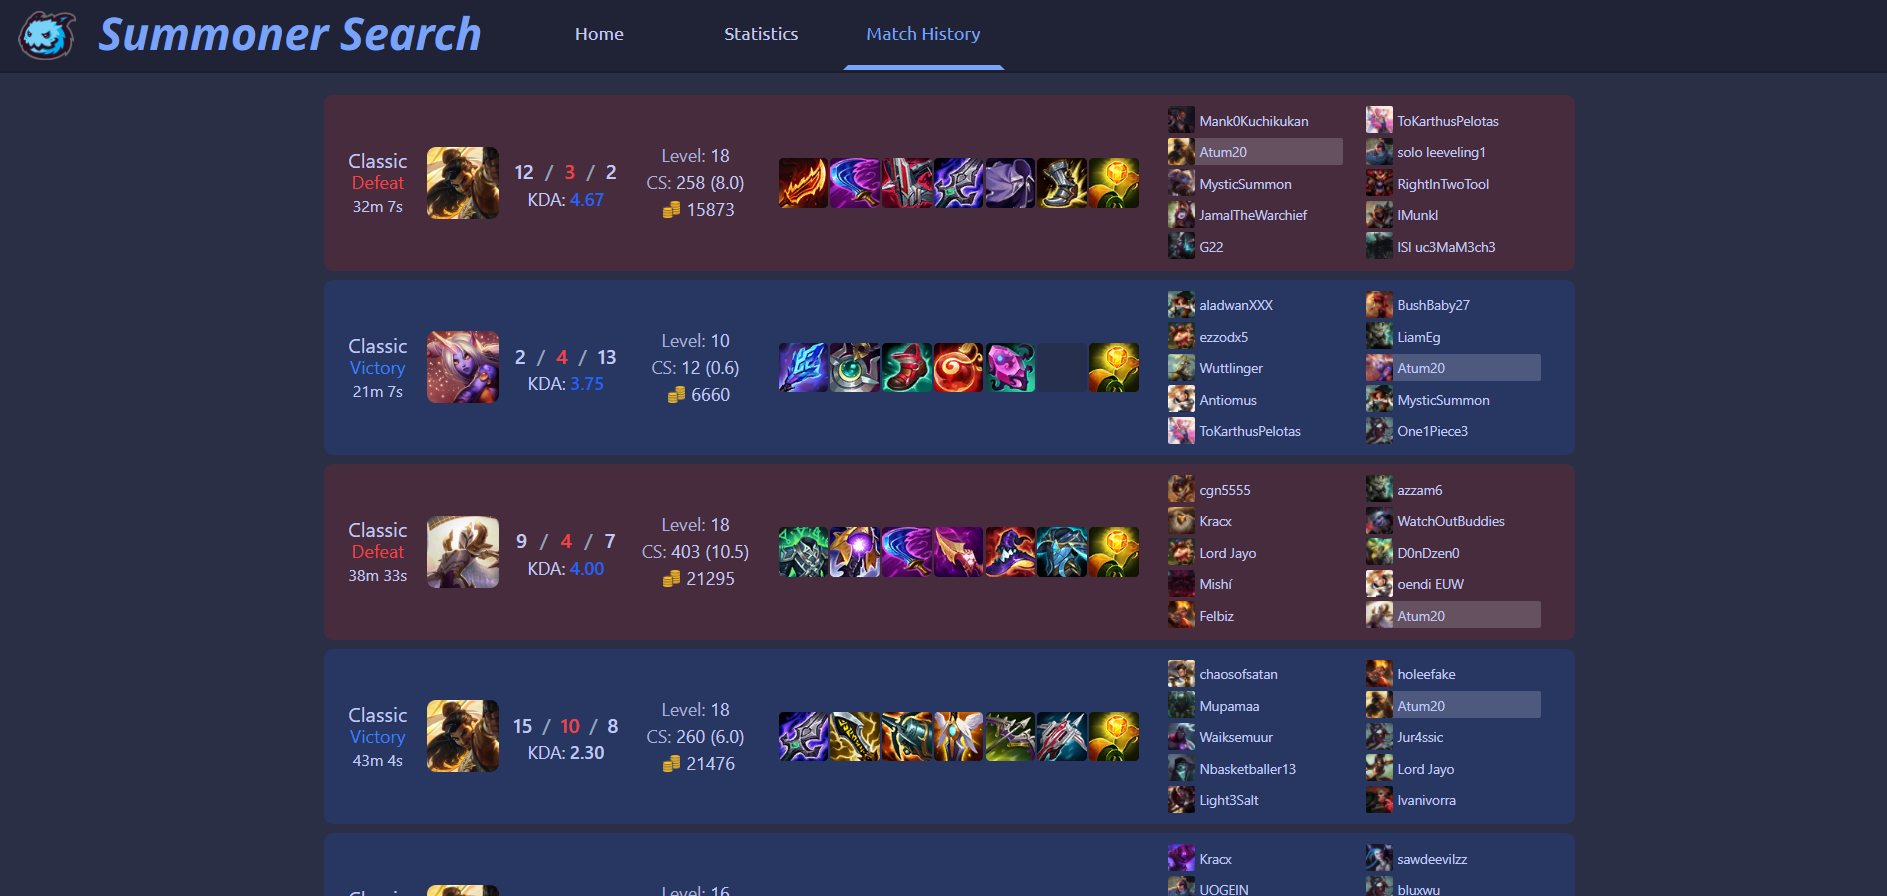 Summoner Search
Home
Statistics
Match History
Classic
Defeat
32m 7s
12 / 3 / 2
KDA: 4.67
Level: 18
CS: 258 (8.0)
15873
Mank0Kuchikukan
Atum20
MysticSummon
JamalTheWarchief
G22
ToKarthusPelotas
solo leeveling1
RightInTwoTool
IMunkl
ISI uc3MaM3ch3
Classic
Victory
21m 7s
2 / 4 / 13
KDA: 3.75
Level: 10
CS: 12 (0.6)
6660
aladwanXXX
ezzodx5
Wuttlinger
Antiomus
ToKarthusPelotas
BushBaby27
LiamEg
Atum20
MysticSummon
One1Piece3
Classic
Defeat
38m 33s
9 / 4 / 7
KDA: 4.00
Level: 18
CS: 403 (10.5)
21295
cgn5555
Kracx
Lord Jayo
Mishí
Felbiz
azzam6
WatchOutBuddies
D0nDzen0
oendi EUW
Atum20
Classic
Victory
43m 4s
15 / 10 / 8
KDA: 2.30
Level: 18
CS: 260 (6.0)
21476
chaosofsatan
Mupamaa
Waiksemuur
Nbasketballer13
Light3Salt
holeefake
Atum20
Jur4ssic
Lord Jayo
Ivanivorra
Classic
Level: 16
Kracx
UOGEIN
sawdeevilzz
bluxwu